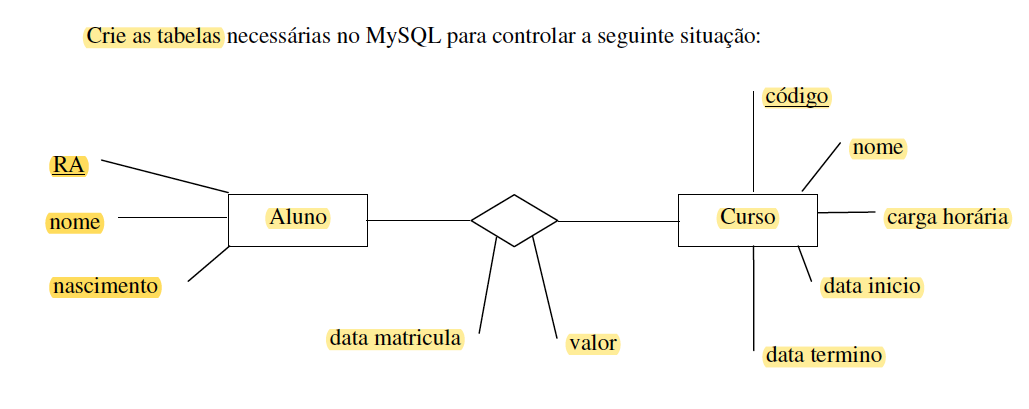 Crie as tabelas necessárias no MySQL para controlar a seguinte situação:
código
nome
RA
Aluno
Curso
carga horária
nome
nascimento
data inicio
data matricula
valor
data termino